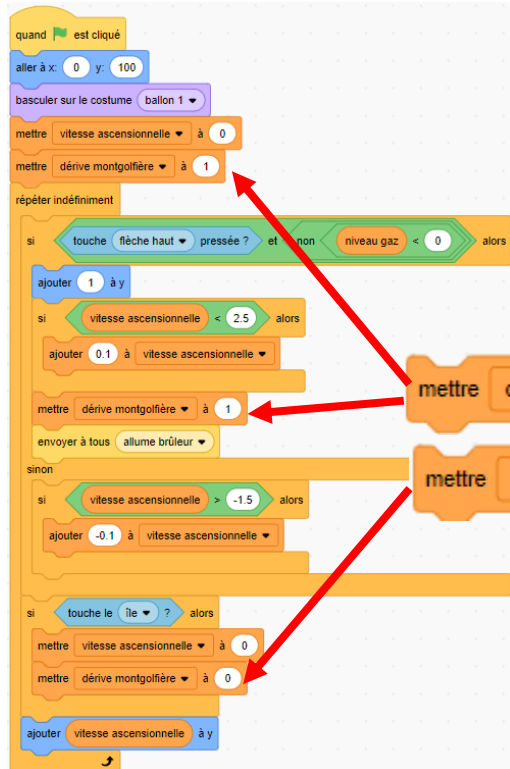 quand est cliqué
aller à x: 0 y: 100
basculer sur le costume ballon 1
mettre vitesse ascensionnelle à 0
mettre dérive montgolfière à 1
répéter indéfiniment
si touche flèche haut pressée ? et non niveau gaz < 0 alors
ajouter 1 à y
si vitesse ascensionnelle < 2.5 alors
ajouter 0.1 à vitesse ascensionnelle
mettre
mettre dérive montgolfière à 1
envoyer à tous allume brûleur
sinon
mettre
si vitesse ascensionnelle > -1.5 alors
ajouter -0.1 à vitesse ascensionnelle
si touche le île ? alors
mettre vitesse ascensionnelle à 0
mettre dérive montgolfière à 0
ajouter vitesse ascensionnelle à y